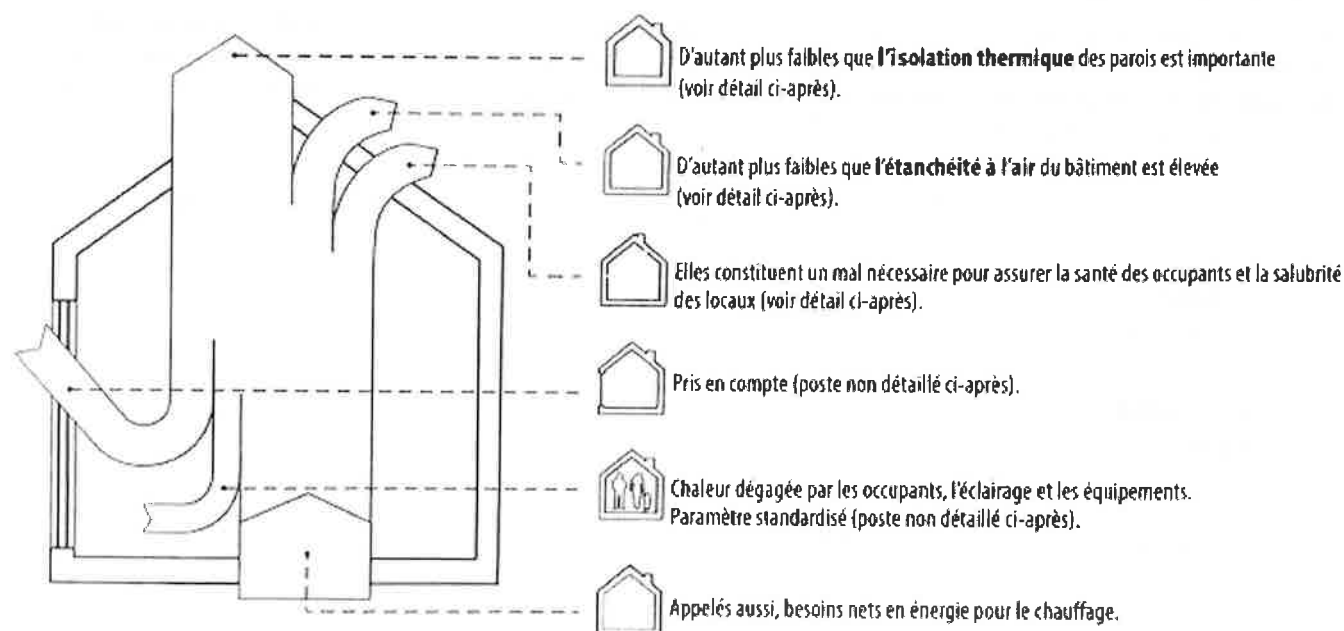 D'autant plus faibles que l'isolation thermique des parois est importante
(voir détail ci-après).
D'autant plus faibles que l'étanchéité à l'air du bâtiment est élevée
(voir détail ci-après).
Elles constituent un mal nécessaire pour assurer la santé des occupants et la salubrité
des locaux (voir détail ci-après).
Pris en compte (poste non détaillé ci-après).
Chaleur dégagée par les occupants, l'éclairage et les équipements.
Paramètre standardisé (poste non détaillé ci-après).
Appelés aussi, besoins nets en énergie pour le chauffage.